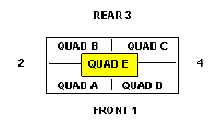 REAR 3
QUAD B QUAD C
2 QUAD E 4
QUAD A QUAD D
FRONT 1